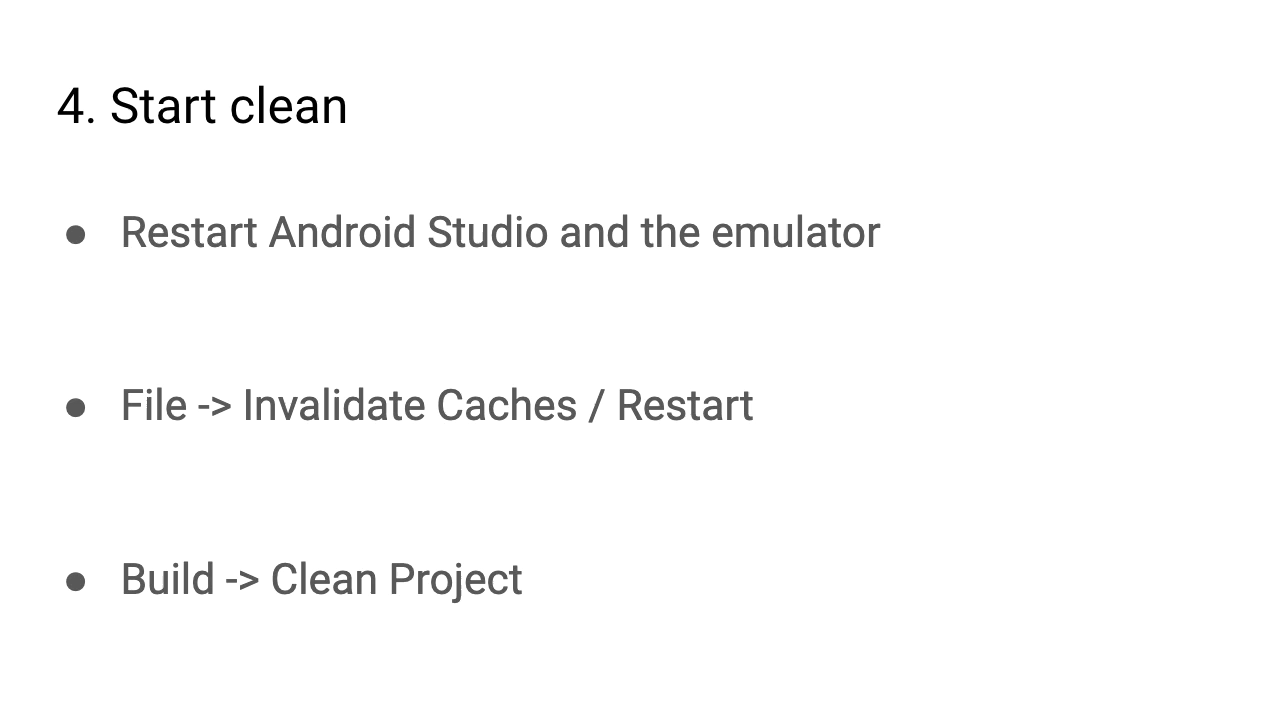 4. Start clean
● Restart Android Studio and the emulator
● File -> Invalidate Caches / Restart
● Build -> Clean Project